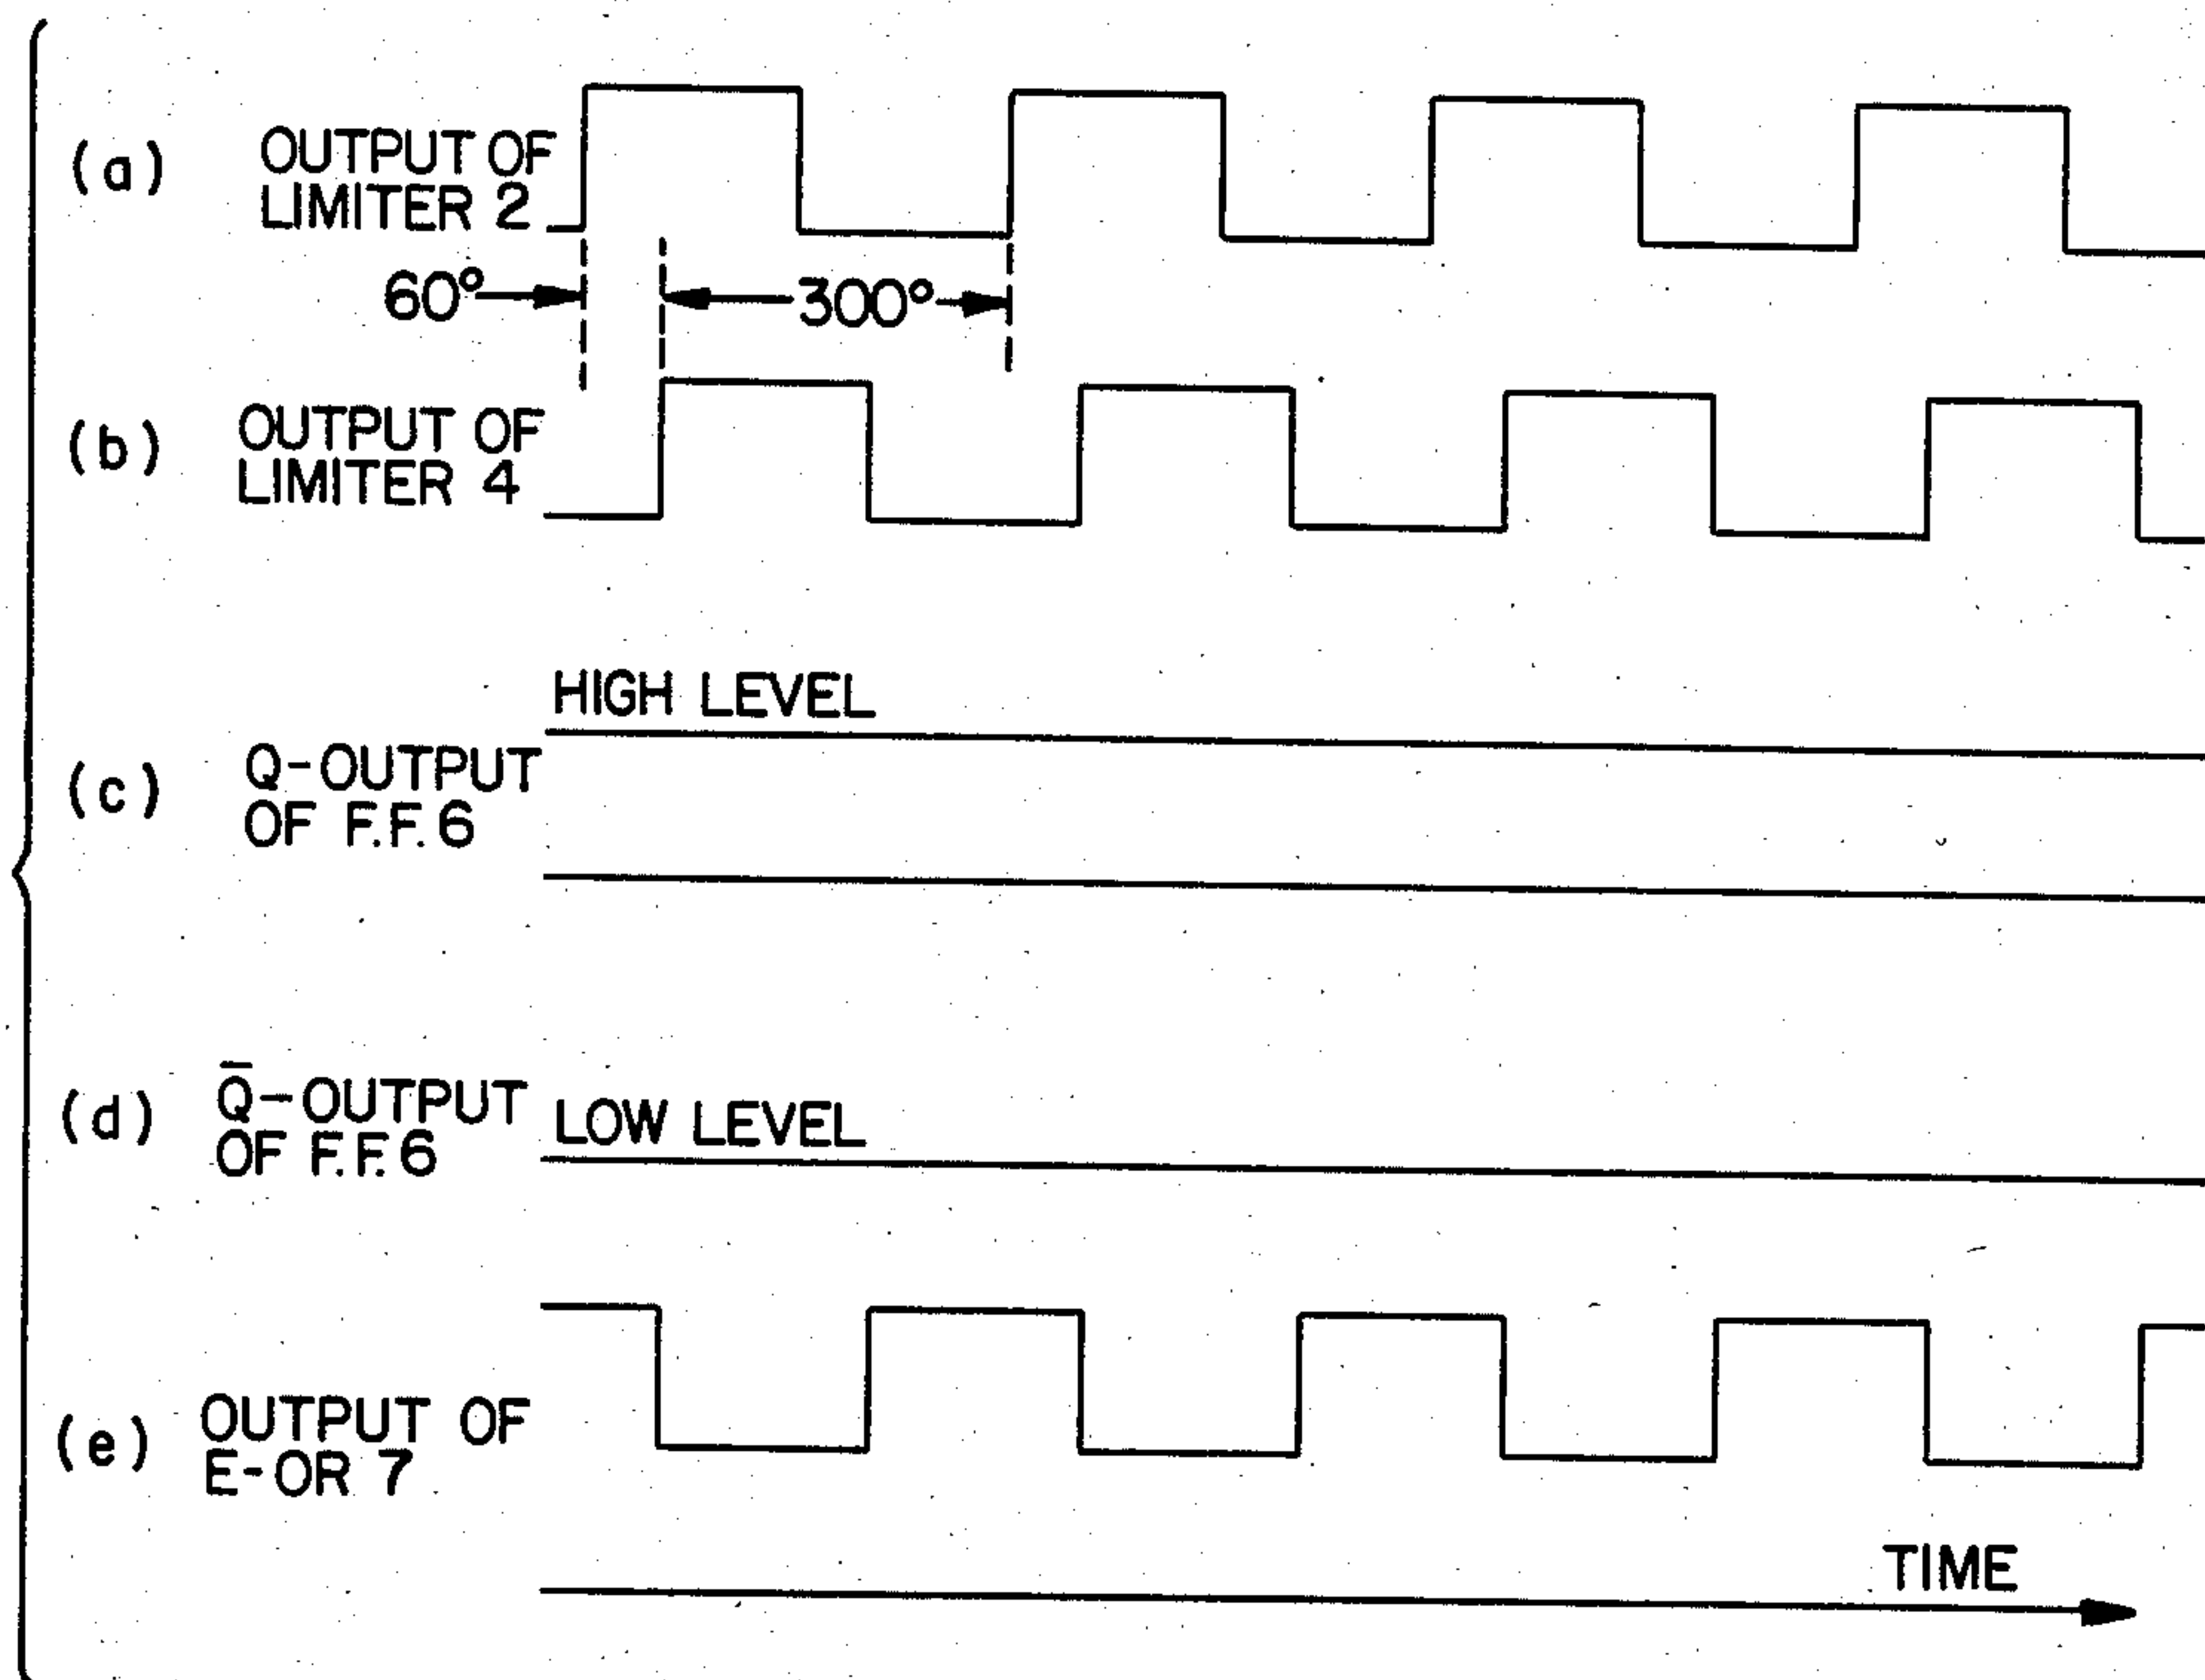 (a) OUTPUT OF
LIMITER 2
60° 300°
(b) OUTPUT OF
LIMITER 4
HIGH LEVEL
(c) Q-OUTPUT
OF F.F.6
(d) Q̄-OUTPUT
OF F.F.6
LOW LEVEL
(e) OUTPUT OF
E-OR 7
TIME